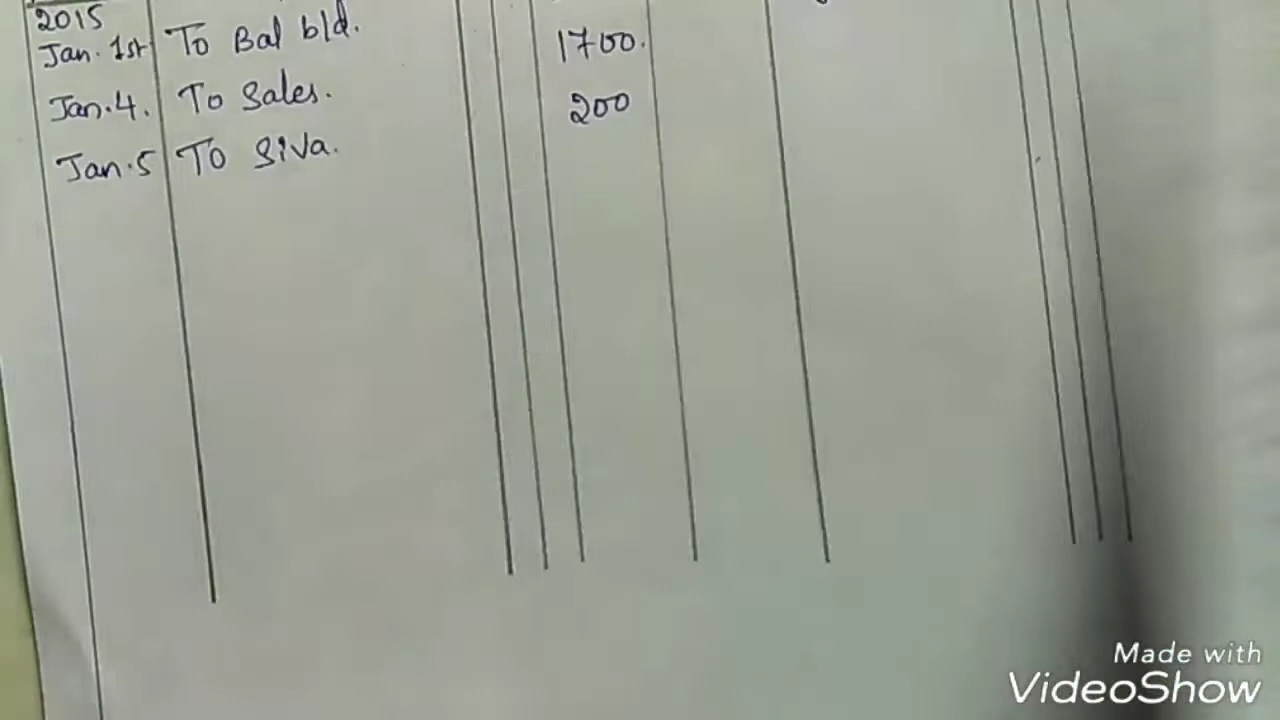 2015
Jan. 1st To Bal b/d. 1700.
Jan. 4. To Sales. 200
Jan. 5 To Siva.
Made with
VideoShow